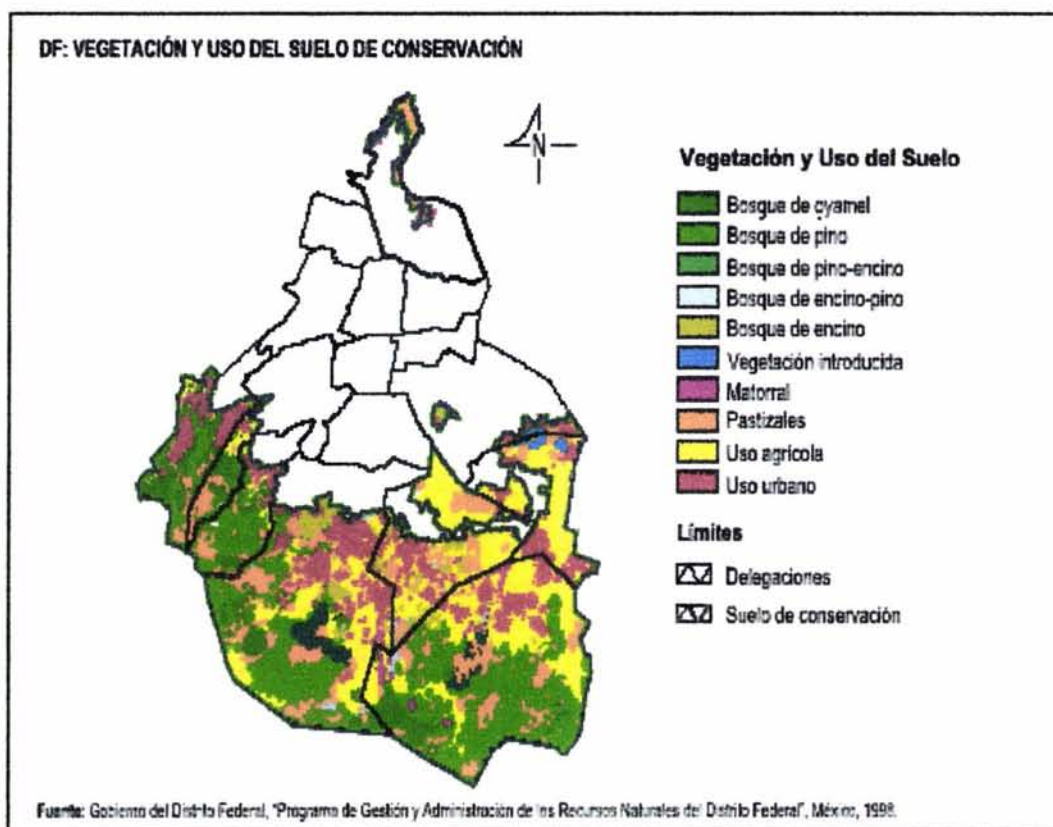 DF: VEGETACIÓN Y USO DEL SUELO DE CONSERVACIÓN
N
Vegetación y Uso del Suelo
Bosque de oyamel
Bosque de pino
Bosque de pino-encino
Bosque de encino-pino
Bosque de encino
Vegetación introducida
Matorral
Pastizales
Uso agrícola
Uso urbano
Límites
Delegaciones
Suelo de conservación
Fuente: Gobierno del Distrito Federal, "Programa de Gestión y Administración de los Recursos Naturales del Distrito Federal", México, 1998.